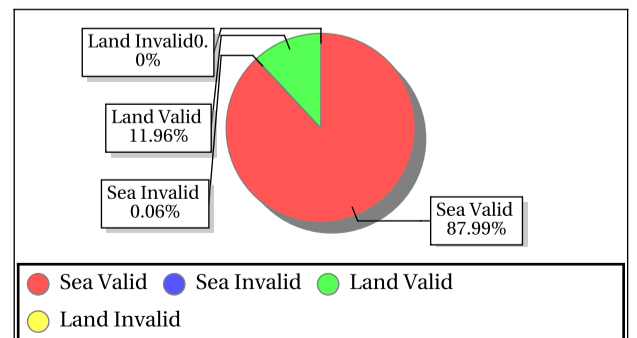 Land Invalid0.
0%
Land Valid
11.96%
Sea Invalid
0.06%
Sea Valid
87.99%
Sea Valid
Sea Invalid
Land Valid
Land Invalid